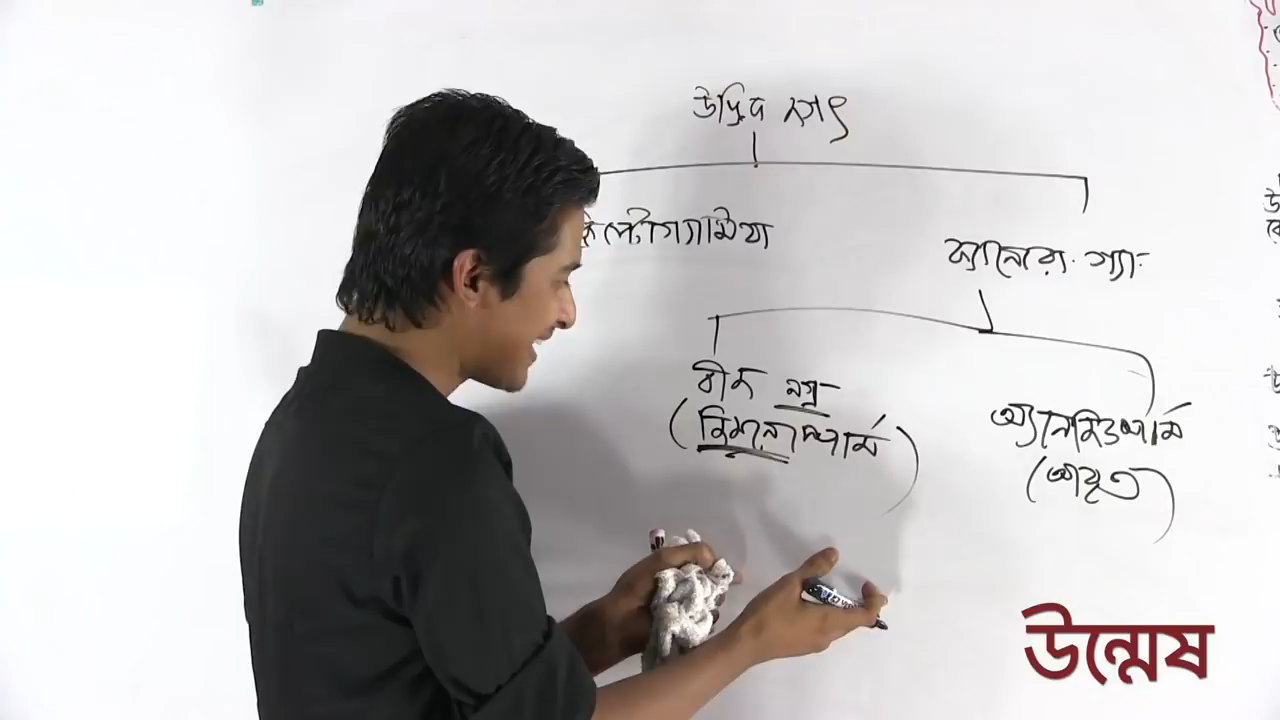 উদ্ভিদ জগৎ
ক্রিপ্টোগ্যামিয়া
ফ্যানেরো. গ্যা:
বীজ নগ্ন
(জিমনোস্পার্ম)
অ্যানজিওস্পার্ম
(আবৃত)
উন্মেষ